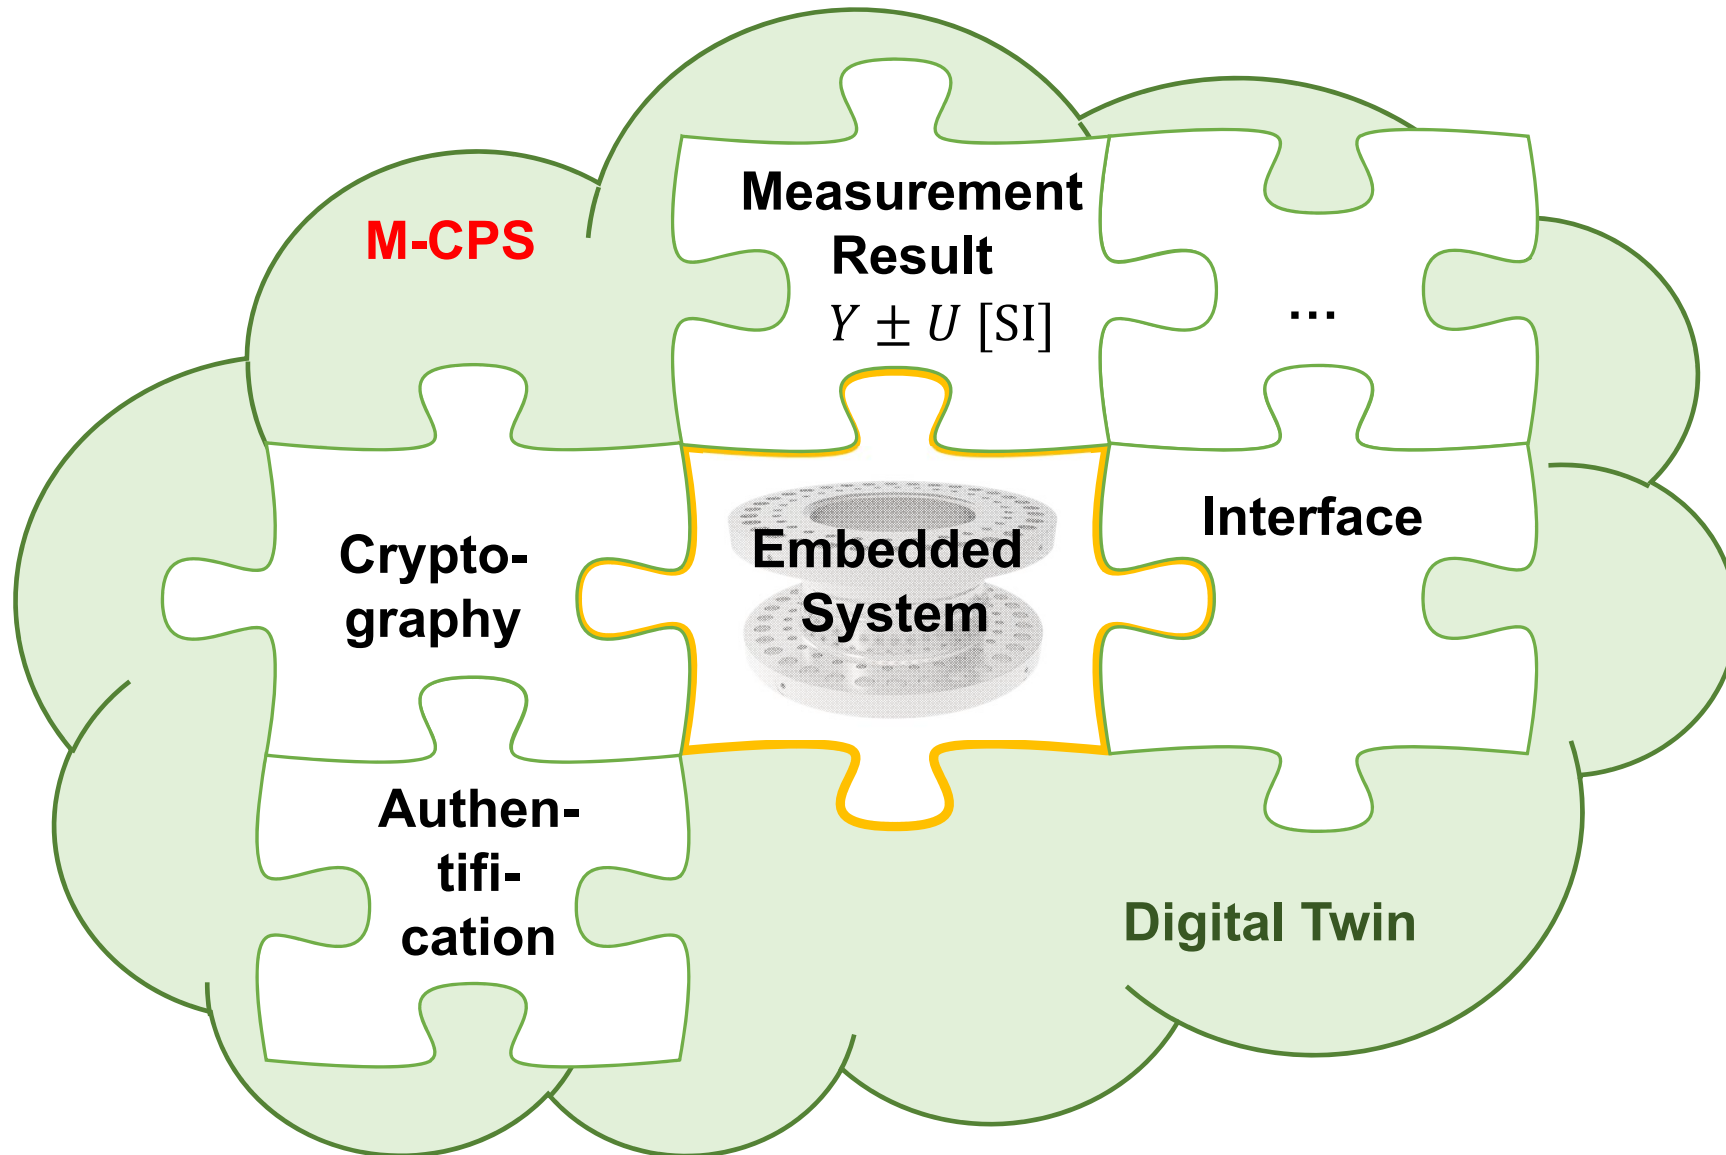 M-CPS
Measurement
Result
Y ± U [SI]
...
Crypto-
graphy
Embedded
System
Interface
Authen-
tifi-
cation
Digital Twin